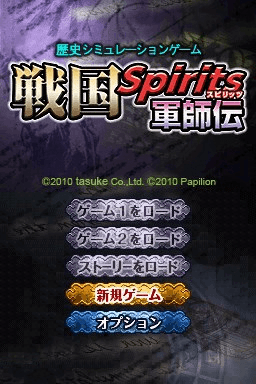 歴史シミュレーションゲーム
戦国Spirits
スピリッツ
軍師伝
©2010 tasuke Co.,Ltd. ©2010 Papilion
ゲーム1をロード
ゲーム2をロード
ストーリーをロード
新規ゲーム
オプション